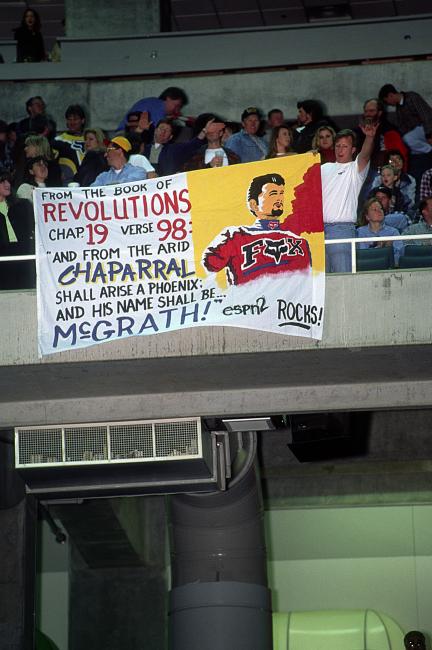 FROM THE BOOK OF
REVOLUTIONS
CHAP. 19 VERSE 98:
"AND FROM THE ARID
CHAPARRAL
SHALL ARISE A PHOENIX;
AND HIS NAME SHALL BE...
McGRATH!"
FOX
espn2 ROCKS!